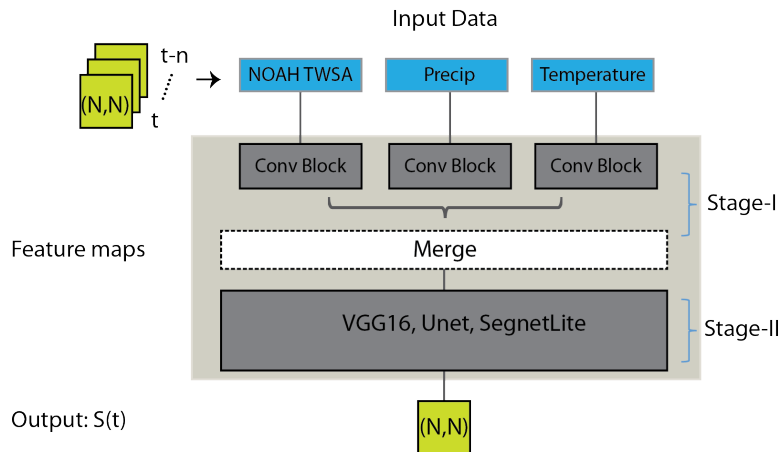 Input Data
t-n
(N,N)
t
NOAH TWSA
Precip
Temperature
Conv Block
Conv Block
Conv Block
Stage-I
Feature maps
Merge
VGG16, Unet, SegnetLite
Stage-II
Output: S(t)
(N,N)